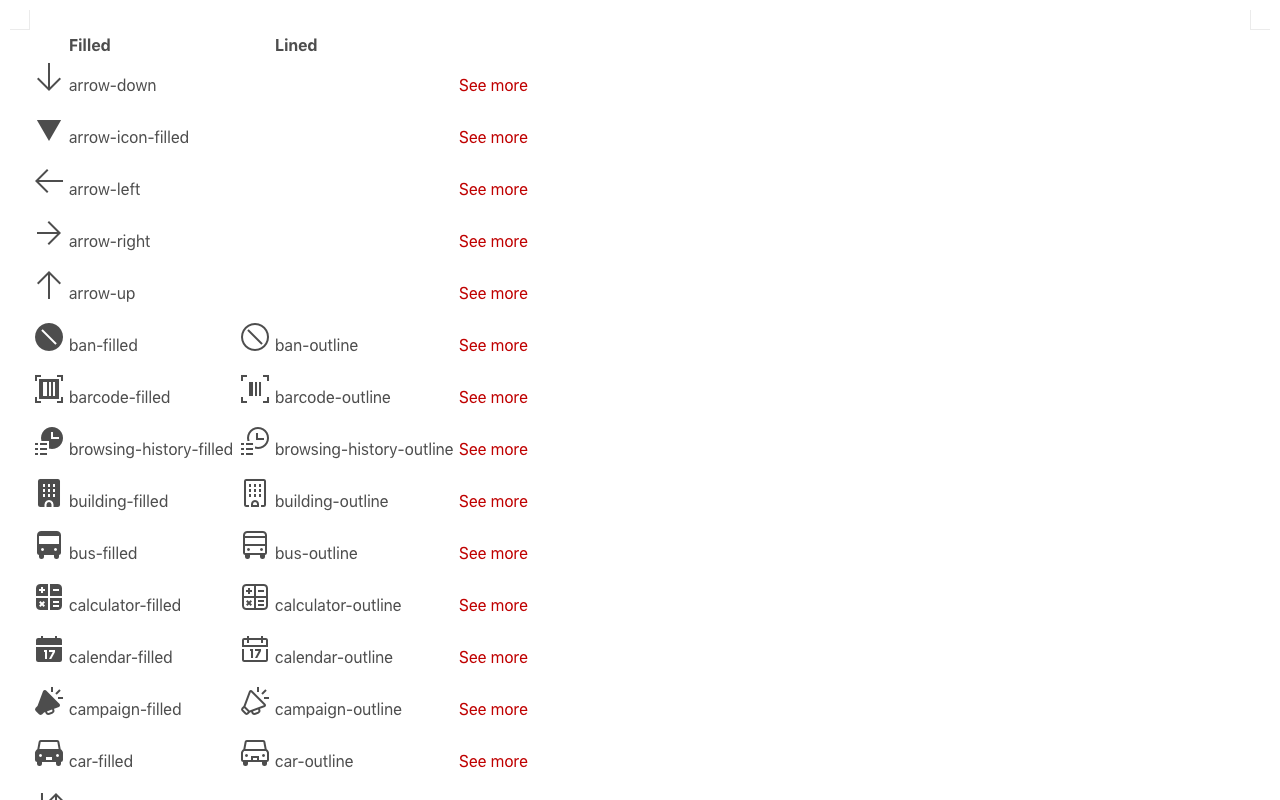 Filled Lined
arrow-down See more
arrow-icon-filled See more
arrow-left See more
arrow-right See more
arrow-up See more
ban-filled ban-outline See more
barcode-filled barcode-outline See more
browsing-history-filled browsing-history-outline See more
building-filled building-outline See more
bus-filled bus-outline See more
calculator-filled calculator-outline See more
17 calendar-filled 17 calendar-outline See more
campaign-filled campaign-outline See more
car-filled car-outline See more